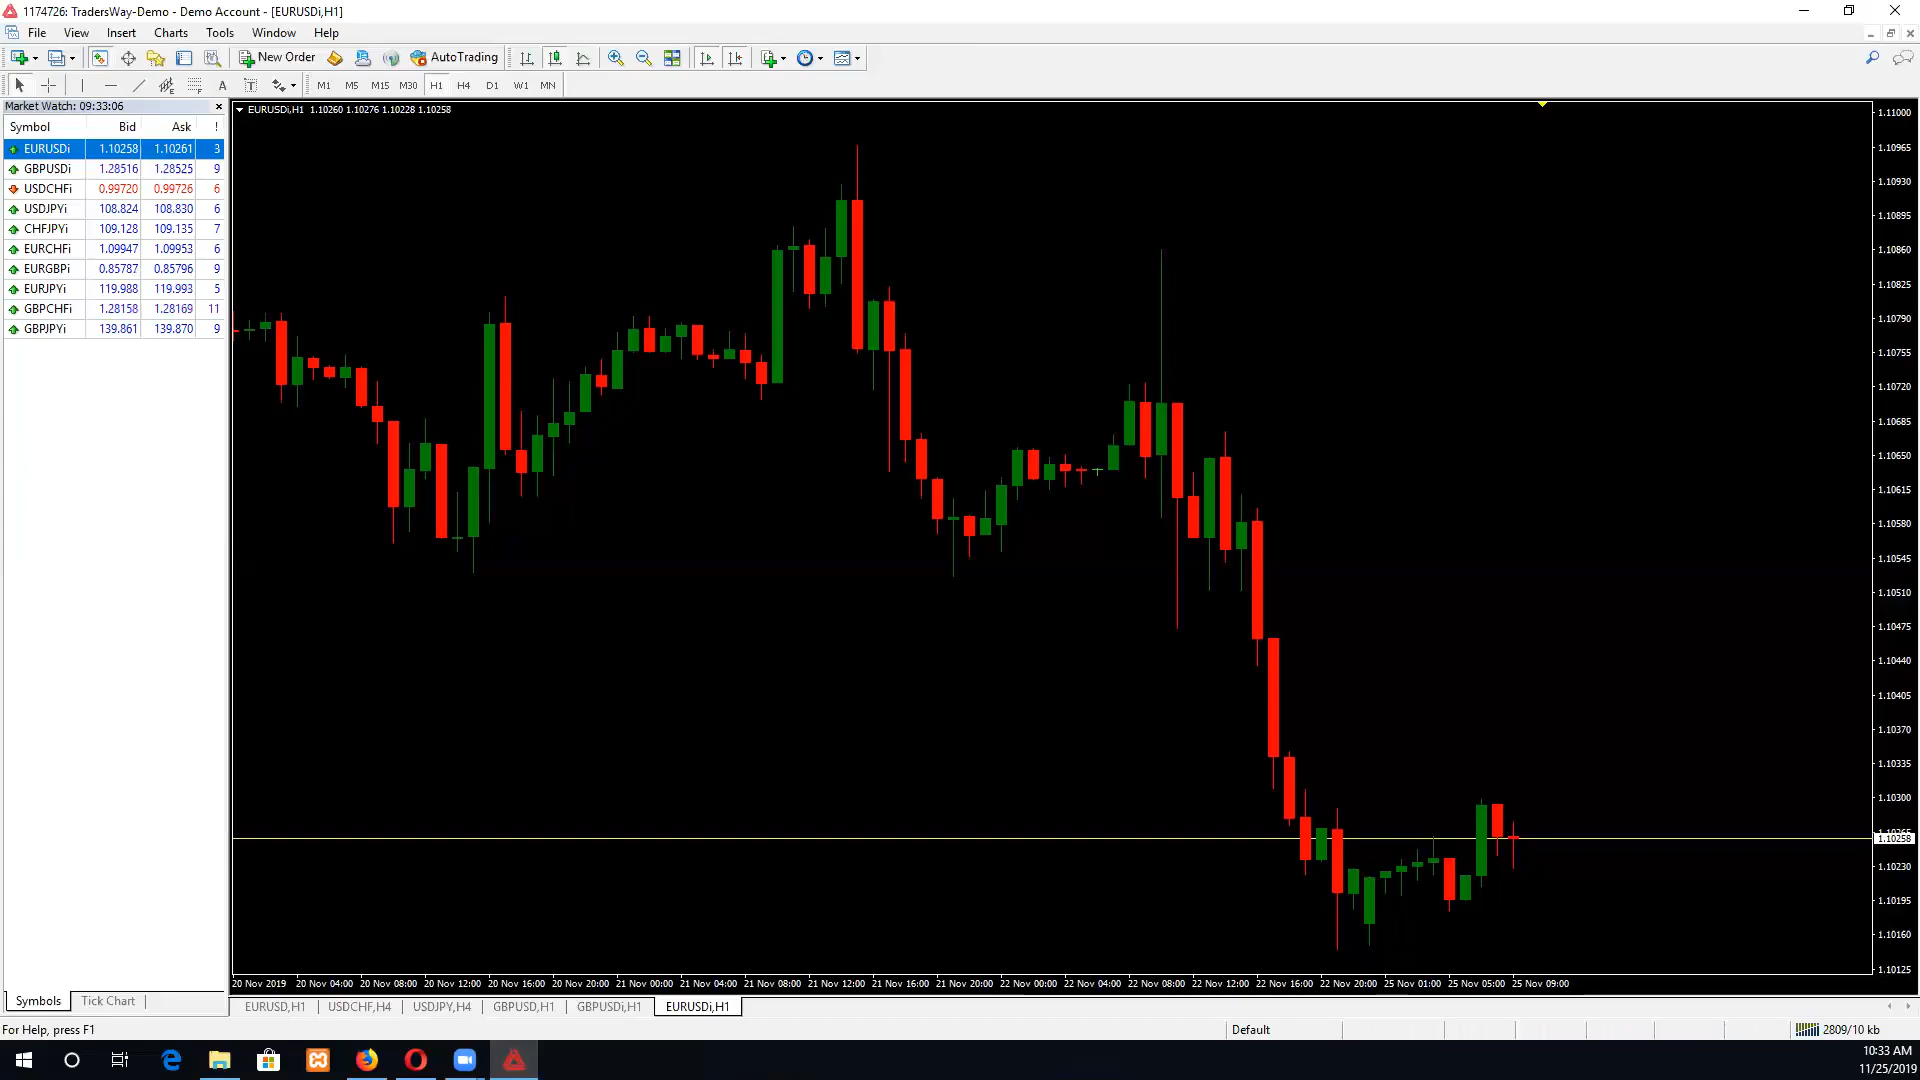 1174726: TradersWay-Demo - Demo Account - [EURUSDi,H1]
File View Insert Charts Tools Window Help
New Order AutoTrading
A T M1 M5 M15 M30 H1 H4 D1 W1 MN
Market Watch: 09:33:06
Symbol Bid Ask !
EURUSDi 1.10258 1.10261 3
GBPUSDi 1.28516 1.28525 9
USDCHFi 0.99720 0.99726 6
USDJPYi 108.824 108.830 6
CHFJPYi 109.128 109.135 7
EURCHFi 1.09947 1.09953 6
EURGBPi 0.85787 0.85796 9
EURJPYi 119.988 119.993 5
GBPCHFi 1.28158 1.28169 11
GBPJPYi 139.861 139.870 9
Symbols Tick Chart
EURUSDi,H1 1.10260 1.10276 1.10228 1.10258
1.11000
1.10965
1.10930
1.10895
1.10860
1.10825
1.10790
1.10755
1.10720
1.10685
1.10650
1.10615
1.10580
1.10545
1.10510
1.10475
1.10440
1.10405
1.10370
1.10335
1.10300
1.10265
1.10258
1.10230
1.10195
1.10160
1.10125
20 Nov 2019 20 Nov 04:00 20 Nov 08:00 20 Nov 12:00 20 Nov 16:00 20 Nov 20:00 21 Nov 00:00 21 Nov 04:00 21 Nov 08:00 21 Nov 12:00 21 Nov 16:00 21 Nov 20:00 22 Nov 00:00 22 Nov 04:00 22 Nov 08:00 22 Nov 12:00 22 Nov 16:00 22 Nov 20:00 25 Nov 01:00 25 Nov 05:00 25 Nov 09:00
EURUSD,H1 USDCHF,H4 USDJPY,H4 GBPUSD,H1 GBPUSDi,H1 EURUSDi,H1
For Help, press F1 Default 2809/10 kb
10:33 AM
11/25/2019